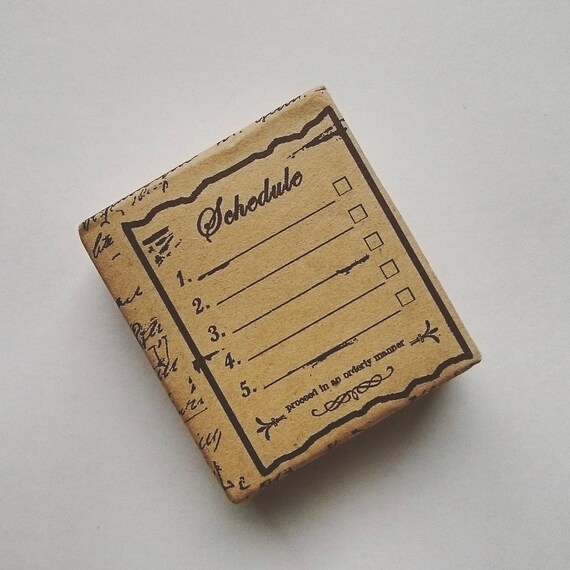 Schedule
1.
2.
3.
4.
5.
proceed in an orderly manner